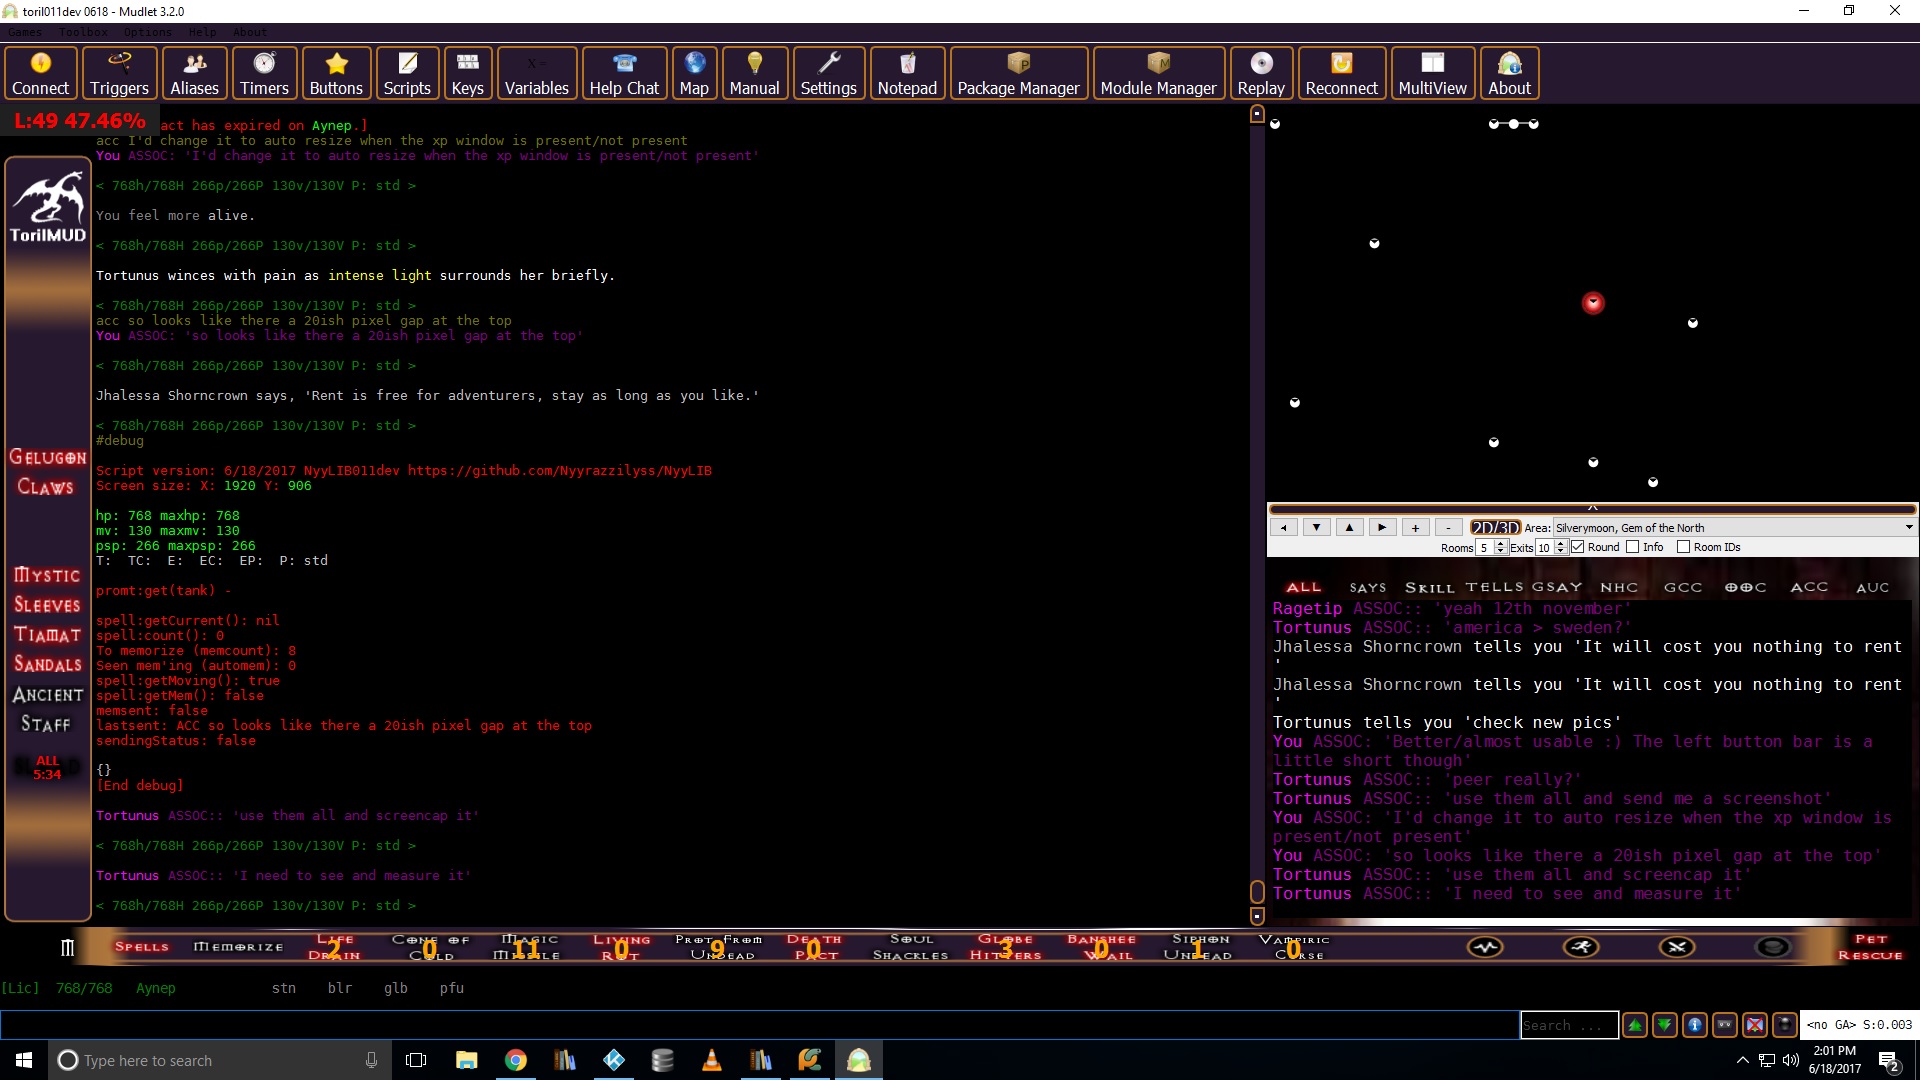 toril011dev 0618 - Mudlet 3.2.0
Games Toolbox Options Help About
Connect Triggers Aliases Timers Buttons Scripts Keys Variables Help Chat Map Manual Settings Notepad Package Manager Module Manager Replay Reconnect MultiView About
L:49 47.46%
act has expired on Aynep.]
acc I'd change it to auto resize when the xp window is present/not present
You ASSOC: 'I'd change it to auto resize when the xp window is present/not present'
< 768h/768H 266p/266P 130v/130V P: std >
You feel more alive.
< 768h/768H 266p/266P 130v/130V P: std >
Tortunus winces with pain as intense light surrounds her briefly.
< 768h/768H 266p/266P 130v/130V P: std >
acc so looks like there a 20ish pixel gap at the top
You ASSOC: 'so looks like there a 20ish pixel gap at the top'
< 768h/768H 266p/266P 130v/130V P: std >
Jhalessa Shorncrown says, 'Rent is free for adventurers, stay as long as you like.'
< 768h/768H 266p/266P 130v/130V P: std >
#debug
Script version: 6/18/2017 NyyLIB011dev https://github.com/Nyyrazzilyss/NyyLIB
Screen size: X: 1920 Y: 906
hp: 768 maxhp: 768
mv: 130 maxmv: 130
psp: 266 maxpsp: 266
T:  TC:  E:  EC:  EP:  P: std
promt:get(tank) -
spell:getCurrent(): nil
spell:count(): 0
To memorize (memcount): 8
Seen mem'ing (automem): 0
spell:getMoving(): true
spell:getMem(): false
memsent: false
lastsent: ACC so looks like there a 20ish pixel gap at the top
sendingStatus: false
{}
[End debug]
Tortunus ASSOC:: 'use them all and screencap it'
< 768h/768H 266p/266P 130v/130V P: std >
Tortunus ASSOC:: 'I need to see and measure it'
< 768h/768H 266p/266P 130v/130V P: std >
TorilMUD
Gelugon
Claws
Mystic
Sleeves
Tiamat
Sandals
Ancient
Staff
ALL
5:34
+ - 2D/3D Area: Silverymoon, Gem of the North
Rooms 5 Exits 10 Round Info Room IDs
ALL SAYS SKILL TELLS GSAY NHC GCC OOC ACC AUC
Ragetip ASSOC:: 'yeah 12th november'
Tortunus ASSOC:: 'america > sweden?'
Jhalessa Shorncrown tells you 'It will cost you nothing to rent
'
Jhalessa Shorncrown tells you 'It will cost you nothing to rent
'
Tortunus tells you 'check new pics'
You ASSOC: 'Better/almost usable :) The left button bar is a
little short though'
Tortunus ASSOC:: 'peer really?'
Tortunus ASSOC:: 'use them all and send me a screenshot'
You ASSOC: 'I'd change it to auto resize when the xp window is
present/not present'
You ASSOC: 'so looks like there a 20ish pixel gap at the top'
Tortunus ASSOC:: 'use them all and screencap it'
Tortunus ASSOC:: 'I need to see and measure it'
M Spells Memorize Life Drain 2 Cone of Cold 0 Magic Missile 11 Living Rot 0 Prot From Undead 9 Death Pact 0 Soul Shackles Globe Hitters 3 Banshee Wail 0 Siphon Undead 1 Vampiric Curse 0 Pet Rescue
[Lic] 768/768 Aynep stn blr glb pfu
Search ... <no GA> S:0.003
Type here to search
2:01 PM
6/18/2017
2